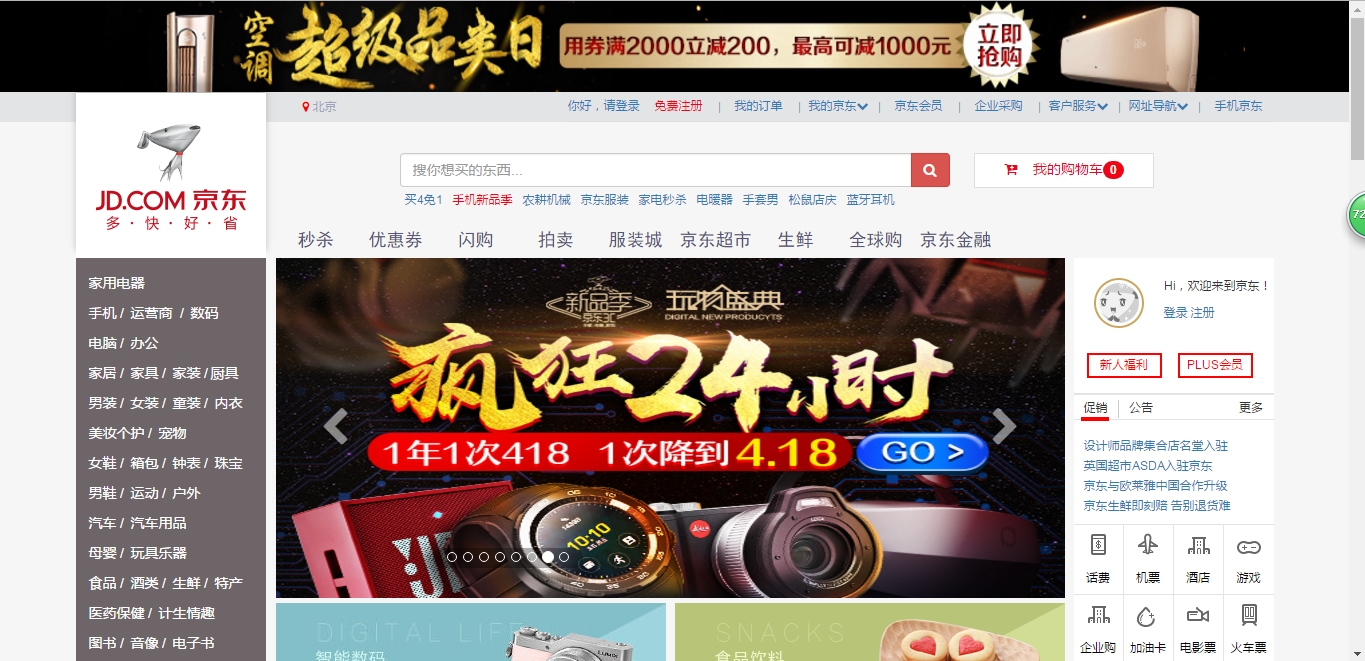 空调 超级品类日 用券满2000立减200，最高可减1000元 立即抢购
北京 你好，请登录 免费注册 | 我的订单 | 我的京东 | 京东会员 | 企业采购 | 客户服务 | 网址导航 | 手机京东
JD.COM 京东
多·快·好·省
搜你想买的东西... 我的购物车 0
买4免1 手机新品季 农耕机械 京东服装 家电秒杀 电暖器 手套男 松鼠店庆 蓝牙耳机
秒杀 优惠券 闪购 拍卖 服装城 京东超市 生鲜 全球购 京东金融
家用电器
手机 / 运营商 / 数码
电脑 / 办公
家居 / 家具 / 家装 / 厨具
男装 / 女装 / 童装 / 内衣
美妆个护 / 宠物
女鞋 / 箱包 / 钟表 / 珠宝
男鞋 / 运动 / 户外
汽车 / 汽车用品
母婴 / 玩具乐器
食品 / 酒类 / 生鲜 / 特产
医药保健 / 计生情趣
图书 / 音像 / 电子书
新品季 京东3C
玩物盛典
DIGITAL NEW PRODUCYTS
疯狂24小时
1年1次418 1次降到4.18 GO >
10:10
DIGITAL LIFE
智能数码
LUMIX
SNACKS
食品饮料
Hi，欢迎来到京东！
登录 注册
新人福利 PLUS会员
促销 公告 更多
设计师品牌集合店名堂入驻
英国超市ASDA入驻京东
京东与欧莱雅中国合作升级
京东生鲜即刻赔 告别退货难
话费 机票 酒店 游戏
企业购 加油卡 电影票 火车票
72